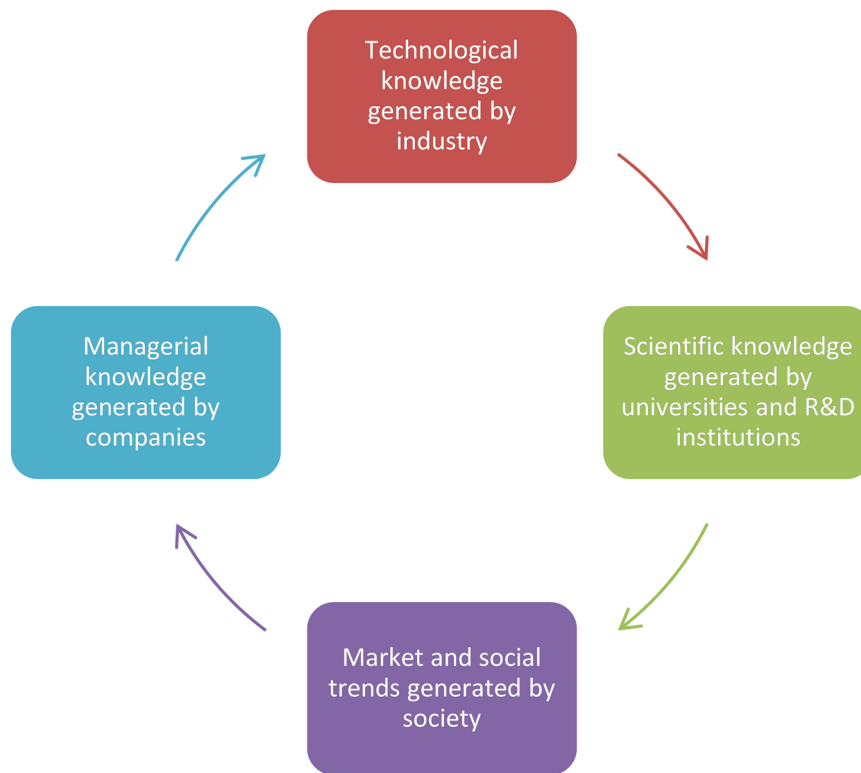 Technological
knowledge
generated by
industry
Scientific knowledge
generated by
universities and R&D
institutions
Market and social
trends generated by
society
Managerial
knowledge
generated by
companies